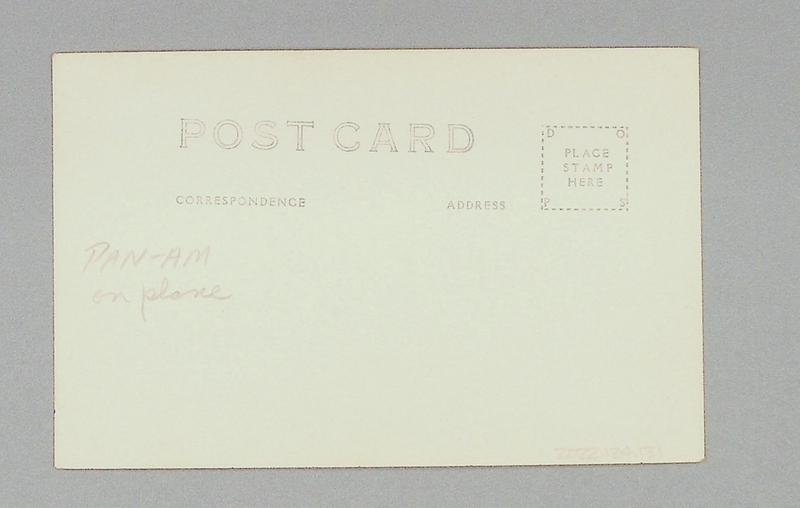 POST CARD
CORRESPONDENCE
ADDRESS
D O
PLACE
STAMP
HERE
P S
PAN-AM
on plane